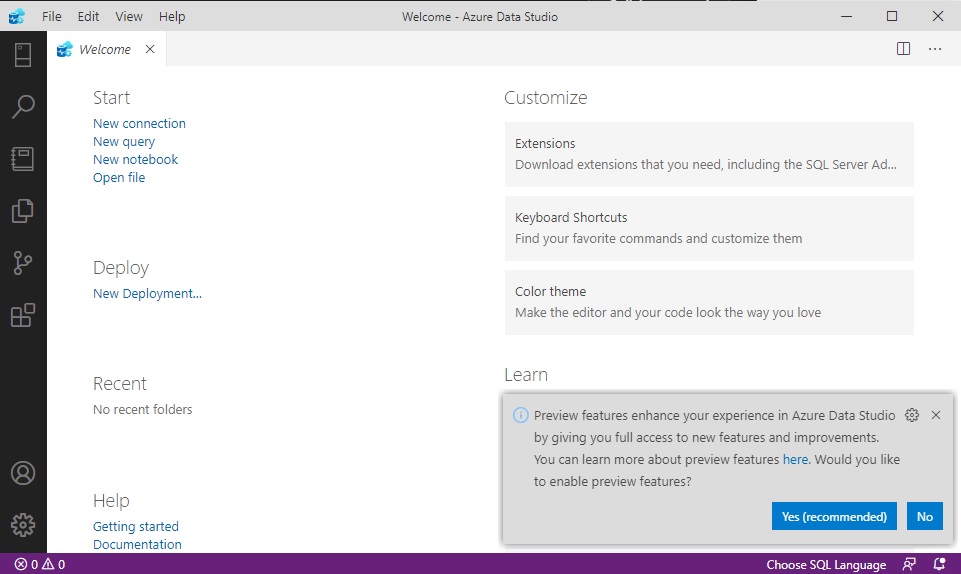 File Edit View Help
Welcome - Azure Data Studio
Welcome
Start
New connection
New query
New notebook
Open file
Deploy
New Deployment...
Recent
No recent folders
Help
Getting started
Documentation
Customize
Extensions
Download extensions that you need, including the SQL Server Ad...
Keyboard Shortcuts
Find your favorite commands and customize them
Color theme
Make the editor and your code look the way you love
Learn
Preview features enhance your experience in Azure Data Studio
by giving you full access to new features and improvements.
You can learn more about preview features here. Would you like
to enable preview features?
Yes (recommended) No
0 0
Choose SQL Language